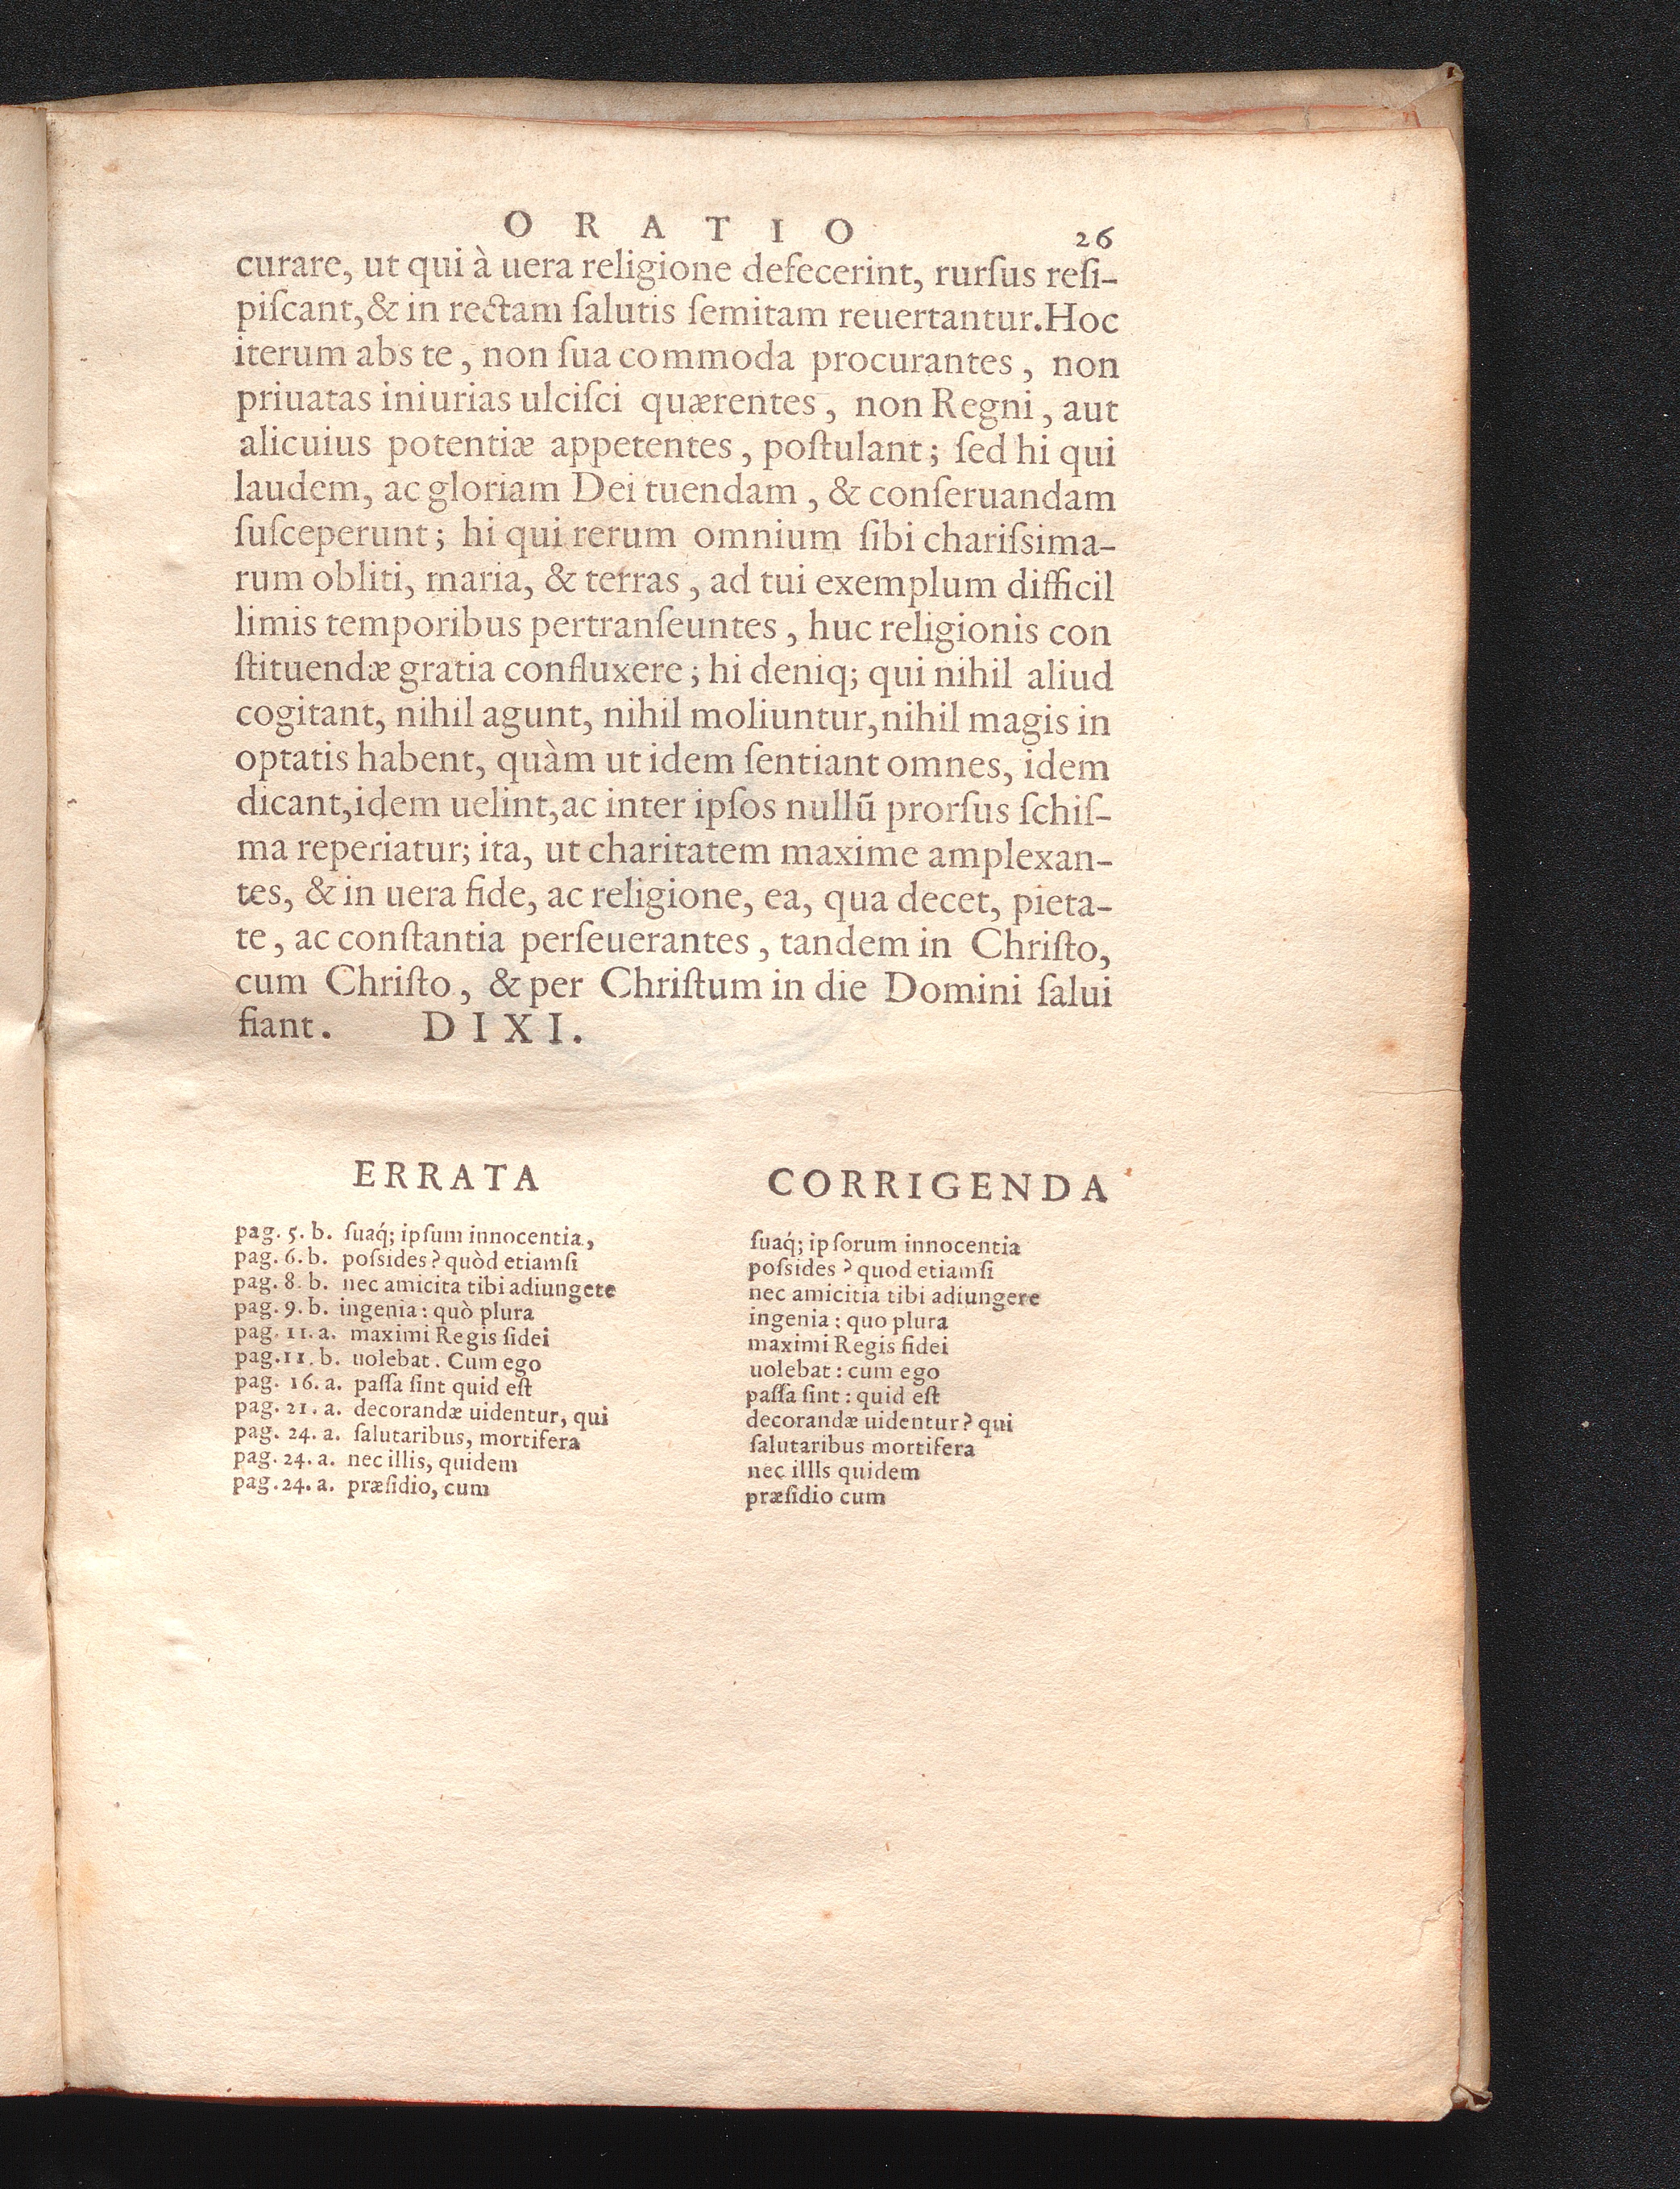 ORATIO 26
curare, ut qui à uera religione defecerint, rurſus reſi-
piſcant,& in rectam ſalutis ſemitam reuertantur.Hoc
iterum abs te, non ſua commoda procurantes, non
priuatas iniurias ulciſci quærentes, non Regni, aut
alicuius potentiæ appetentes, poſtulant; ſed hi qui
laudem, ac gloriam Dei tuendam, & conſeruandam
ſuſceperunt; hi qui rerum omnium ſibi chariſsima-
rum obliti, maria, & terras, ad tui exemplum difficil
limis temporibus pertranſeuntes, huc religionis con
ſtituendæ gratia confluxere; hi deniq; qui nihil aliud
cogitant, nihil agunt, nihil moliuntur,nihil magis in
optatis habent, quàm ut idem ſentiant omnes, idem
dicant,idem uelint,ac inter ipſos nullũ prorſus ſchiſ-
ma reperiatur; ita, ut charitatem maxime amplexan-
tes, & in uera fide, ac religione, ea, qua decet, pieta-
te, ac conſtantia perſeuerantes, tandem in Chriſto,
cum Chriſto, & per Chriſtum in die Domini ſalui
fiant. DIXI.
ERRATA
pag. 5. b. ſuaq́; ipſum innocentia,
pag. 6. b. poſsides? quòd etiamſi
pag. 8. b. nec amicita tibi adiungete
pag. 9. b. ingenia: quò plura
pag. 11. a. maximi Regis ſidei
pag.11. b. uolebat. Cum ego
pag. 16. a. paſſa ſint quid eſt
pag. 21. a. decorandæ uidentur, qui
pag. 24. a. ſalutaribus, mortifera
pag. 24. a. nec illis, quidem
pag.24. a. præſidio, cum
CORRIGENDA
ſuaq́; ipſorum innocentia
poſsides? quod etiamſi
nec amicitia tibi adiungere
ingenia: quo plura
maximi Regis fidei
uolebat: cum ego
paſſa ſint: quid eſt
decorandæ uidentur? qui
ſalutaribus mortifera
nec illls quidem
præſidio cum